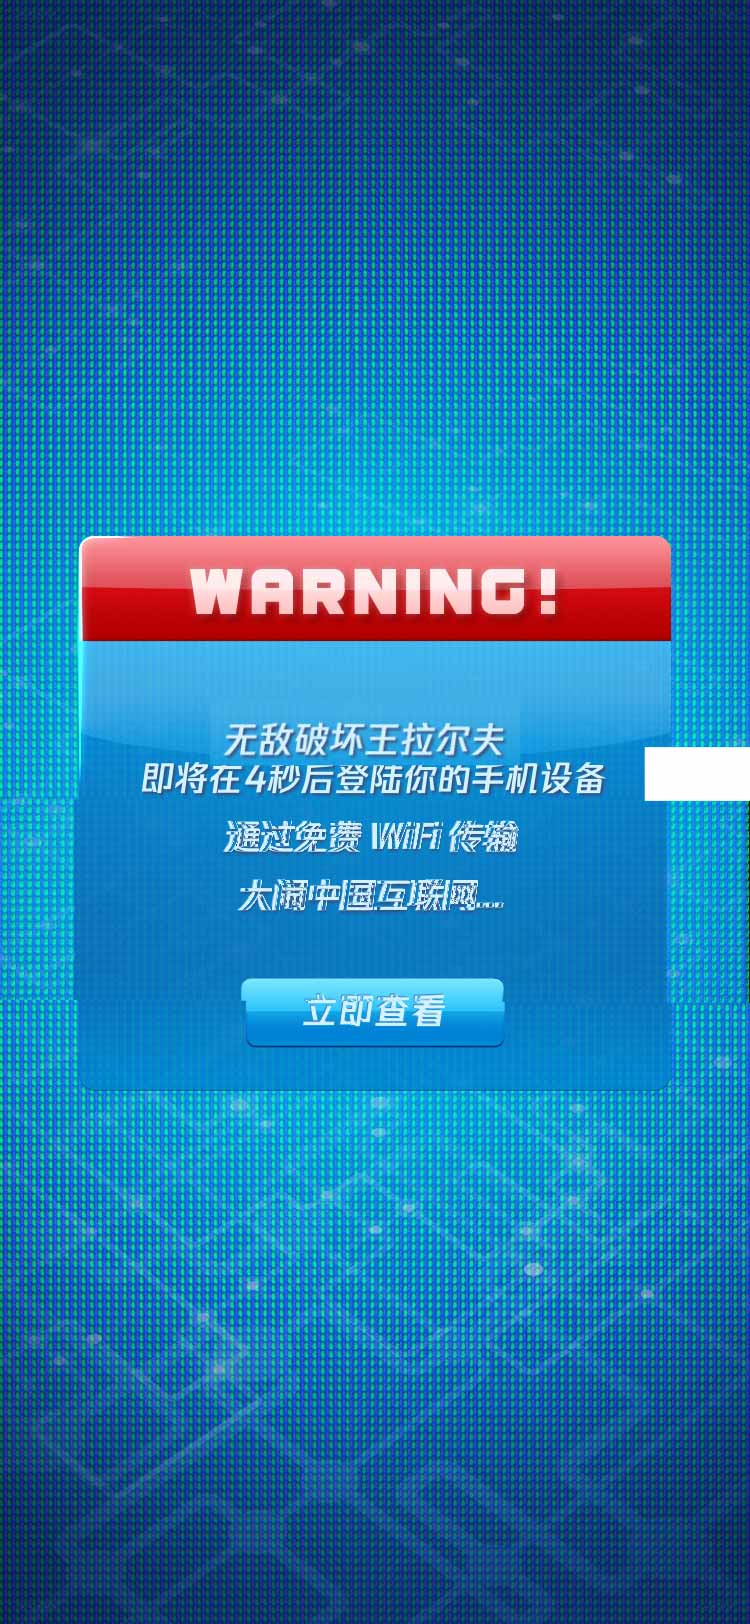 WARNING!
无敌破坏王拉尔夫
即将在4秒后登陆你的手机设备
通过免费 WiFi 传输
大闹中国互联网...
立即查看